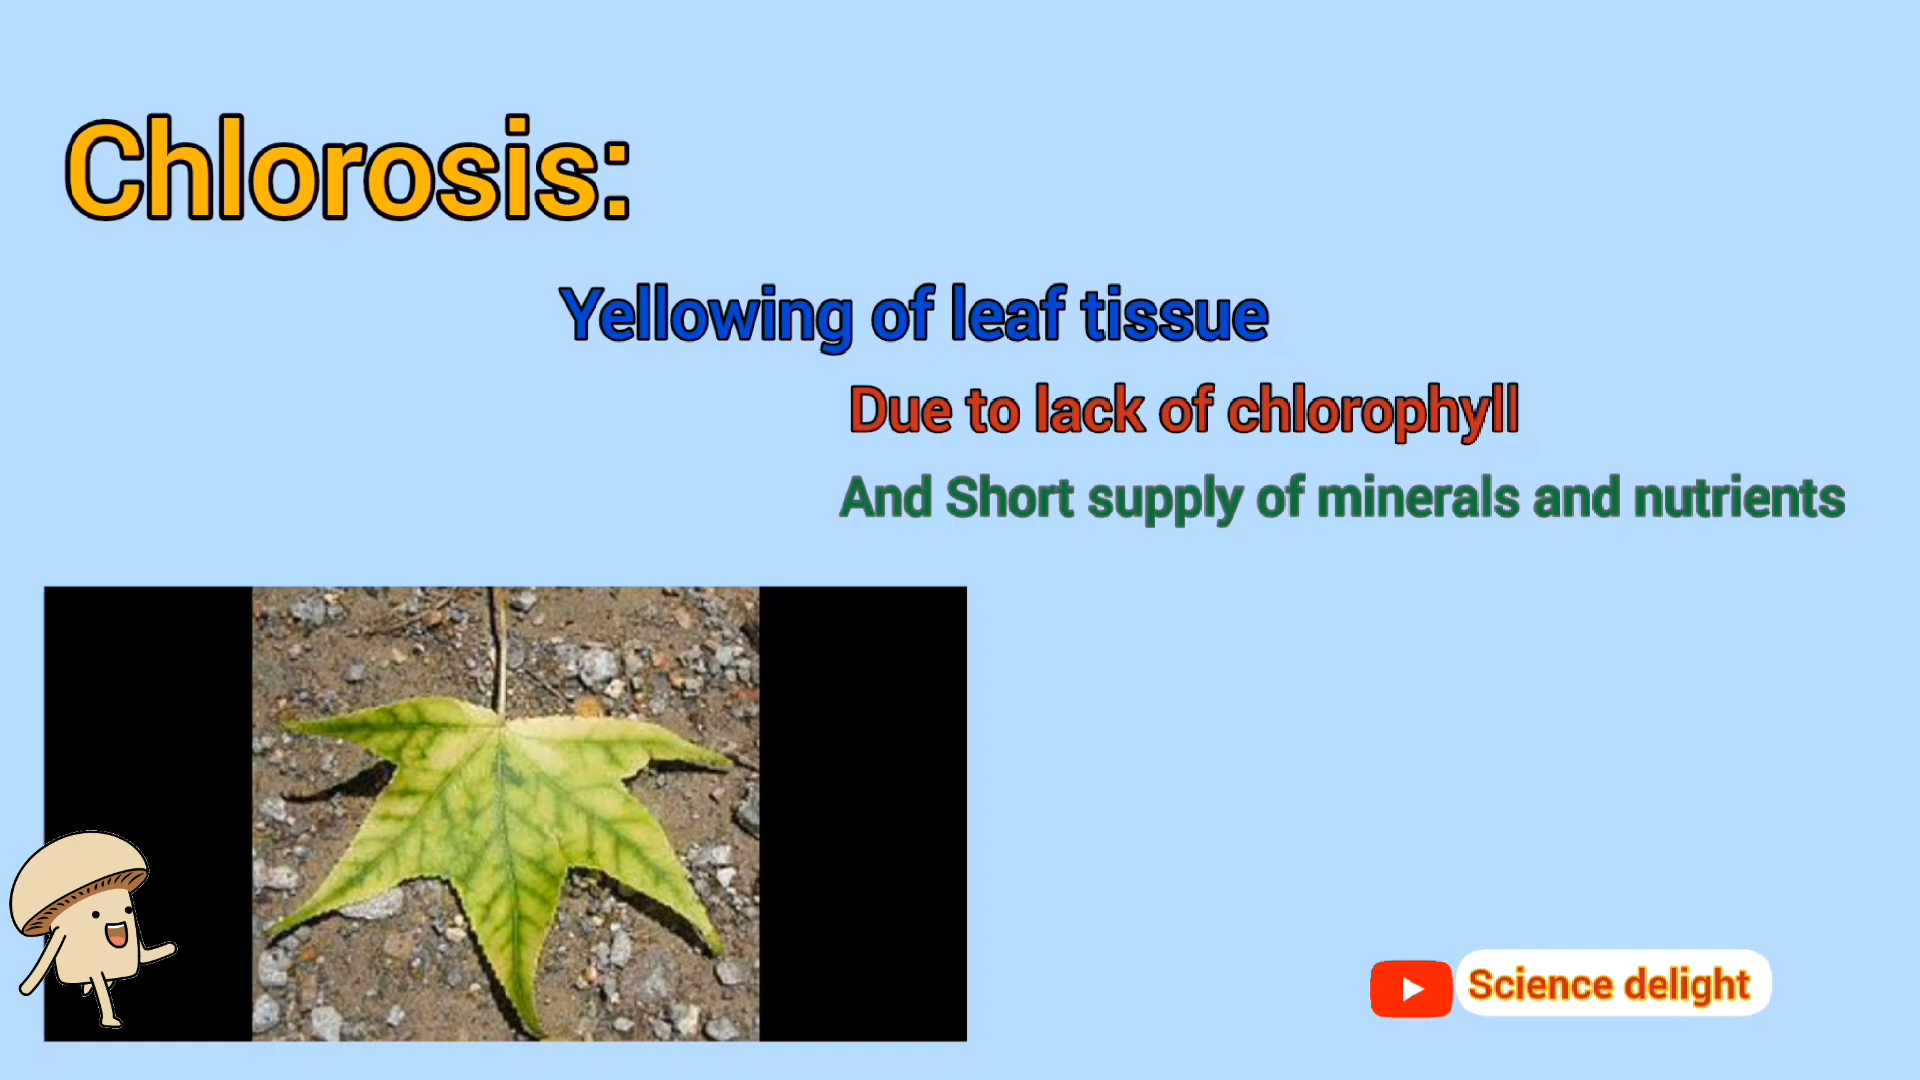 Chlorosis:
Yellowing of leaf tissue
Due to lack of chlorophyll
And Short supply of minerals and nutrients
Science delight